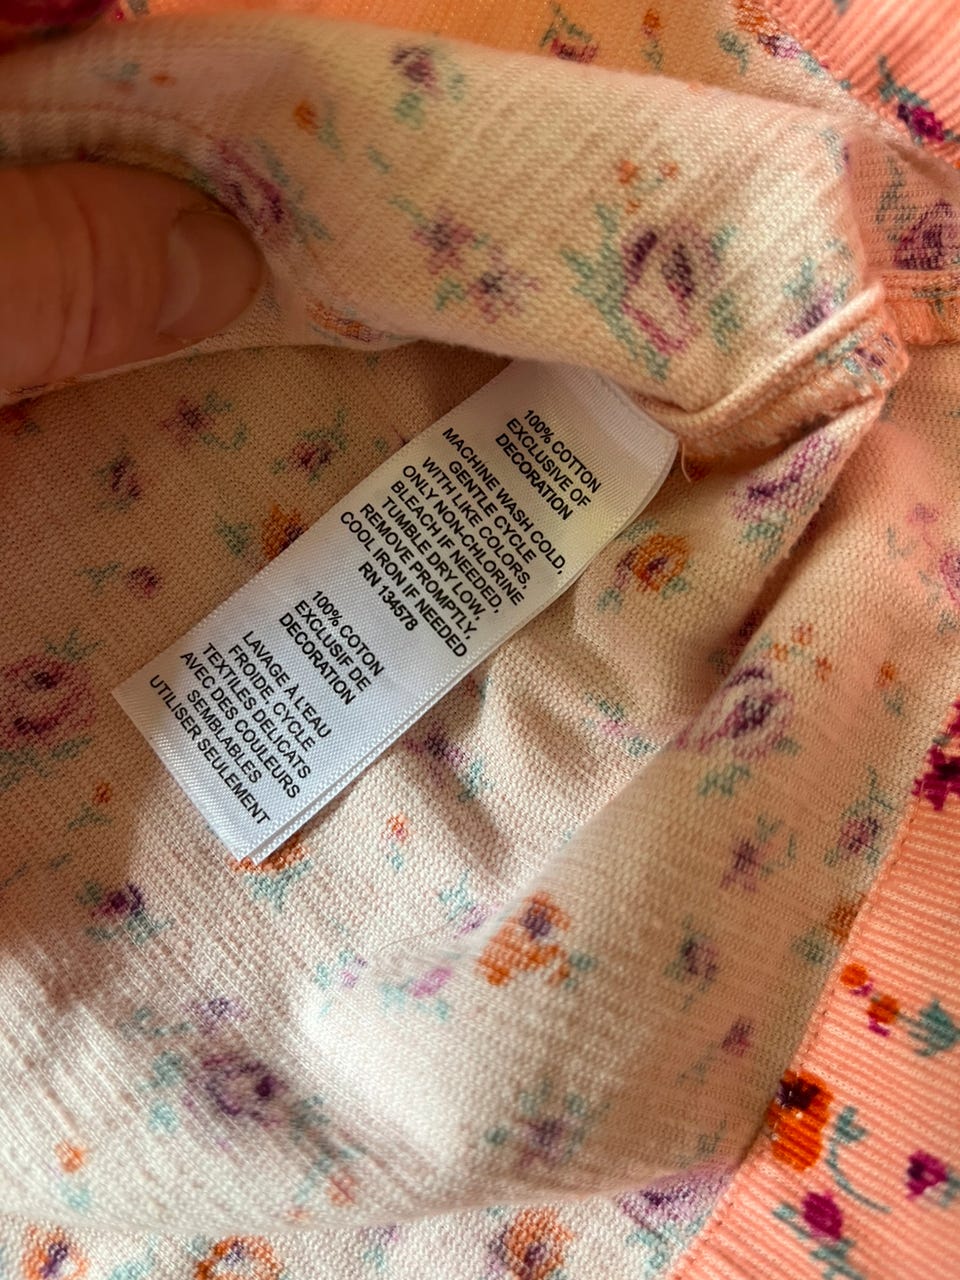 100% COTTON
EXCLUSIVE OF
DECORATION
MACHINE WASH COLD,
GENTLE CYCLE
WITH LIKE COLORS,
ONLY NON-CHLORINE
BLEACH IF NEEDED,
TUMBLE DRY LOW,
REMOVE PROMPTLY,
COOL IRON IF NEEDED
RN 134578
100% COTON
EXCLUSIF DE
DECORATION
LAVAGE À L'EAU
FROIDE, CYCLE
TEXTILES DELICATS
AVEC DES COULEURS
SEMBLABLES
UTILISER SEULEMENT